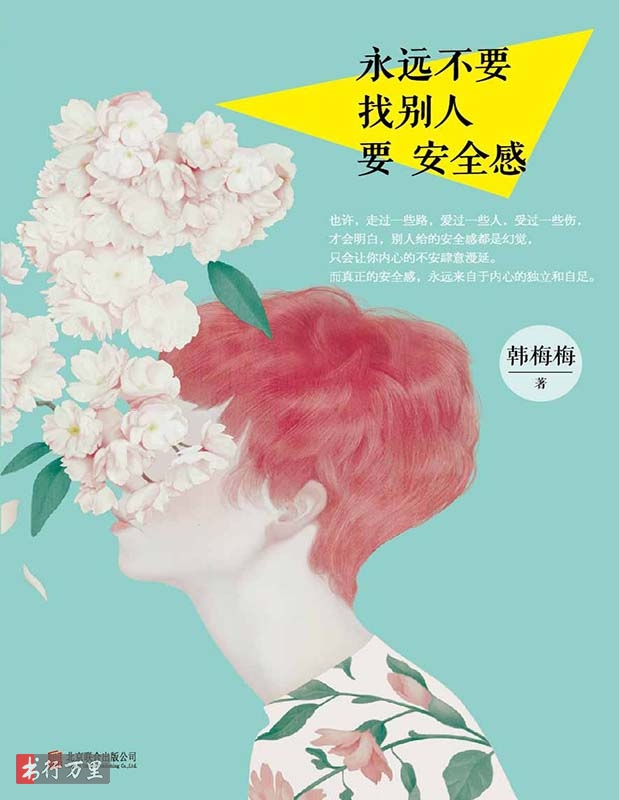 永远不要
找别人
要 安全感
也许，走过一些路，爱过一些人，受过一些伤，
才会明白，别人给的安全感都是幻觉，
只会让你内心的不安肆意漫延。
而真正的安全感，永远来自于内心的独立和自足。
韩梅梅
著
北京联合出版公司
Publishing Co.,Ltd.
书行万里